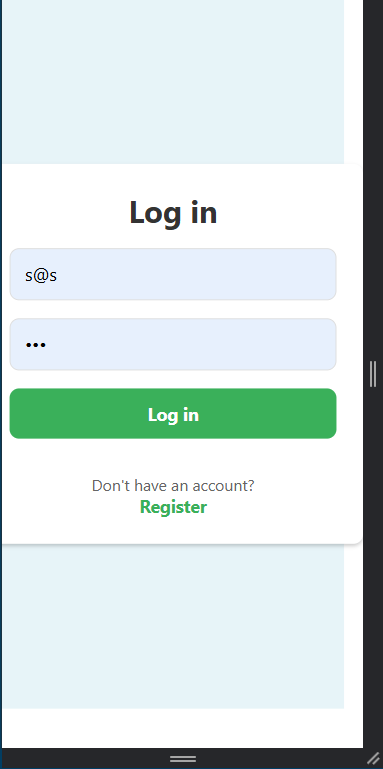 Log in
s@s
•••
Log in
Don't have an account?
Register